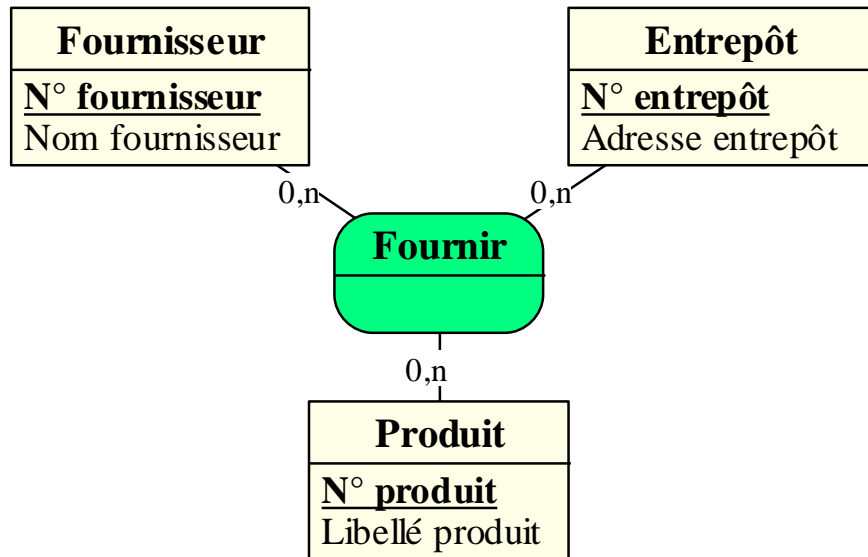 Fournisseur
N° fournisseur
Nom fournisseur
Entrepôt
N° entrepôt
Adresse entrepôt
0,n
0,n
Fournir
0,n
Produit
N° produit
Libellé produit